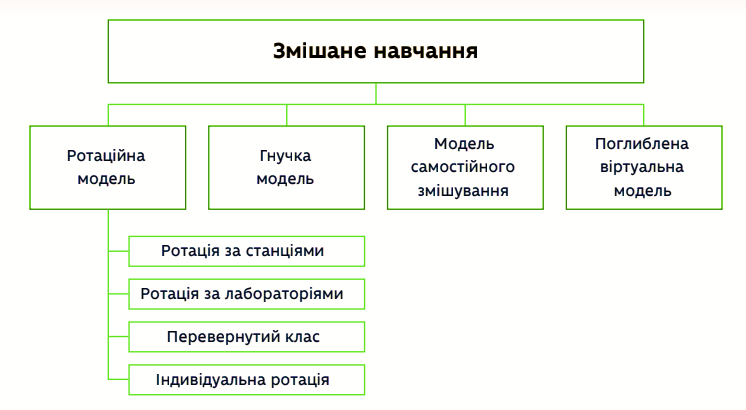 Змішане навчання
Ротаційна
модель
Гнучка
модель
Модель
самостійного
змішування
Поглиблена
віртуальна
модель
Ротація за станціями
Ротація за лабораторіями
Перевернутий клас
Індивідуальна ротація